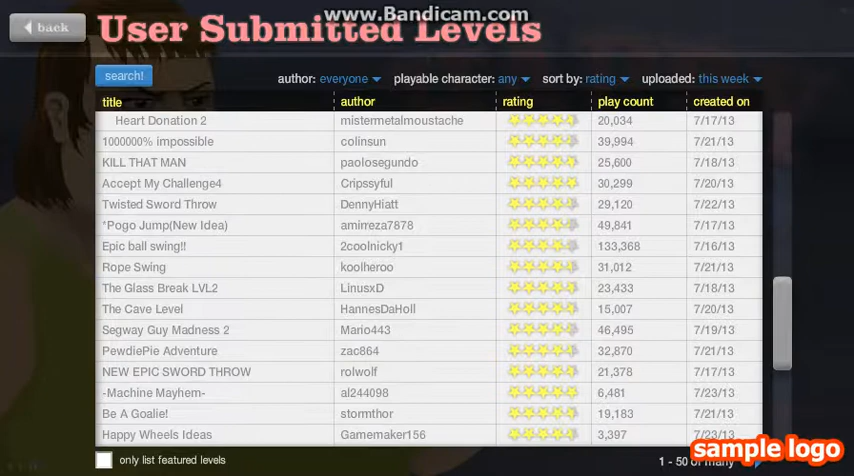 www.Bandicam.com
back
User Submitted Levels
search!
author: everyone playable character: any sort by: rating uploaded: this week
title author rating play count created on
Heart Donation 2 mistermetalmoustache 20,034 7/17/13
1000000% impossible colinsun 39,994 7/21/13
KILL THAT MAN paolosegundo 25,600 7/18/13
Accept My Challenge4 Cripssyful 30,299 7/20/13
Twisted Sword Throw DennyHiatt 29,120 7/22/13
*Pogo Jump(New Idea) amirreza7878 49,841 7/17/13
Epic ball swing!! 2coolnicky1 133,368 7/16/13
Rope Swing koolheroo 31,012 7/21/13
The Glass Break LVL2 LinusxD 23,433 7/18/13
The Cave Level HannesDaHoll 15,007 7/20/13
Segway Guy Madness 2 Mario443 46,495 7/19/13
PewdiePie Adventure zac864 32,870 7/21/13
NEW EPIC SWORD THROW rolwolf 21,378 7/17/13
-Machine Mayhem- al244098 6,481 7/23/13
Be A Goalie! stormthor 19,183 7/21/13
Happy Wheels Ideas Gamemaker156 3,397 7/23/13
only list featured levels
1 - 50 of many
sample logo